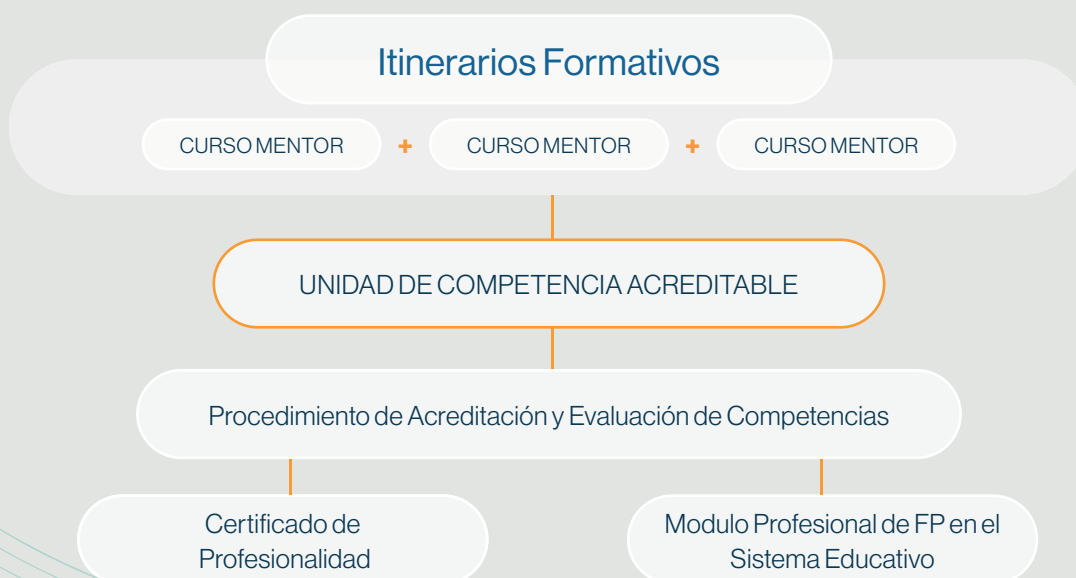 Itinerarios Formativos
CURSO MENTOR + CURSO MENTOR + CURSO MENTOR
UNIDAD DE COMPETENCIA ACREDITABLE
Procedimiento de Acreditación y Evaluación de Competencias
Certificado de
Profesionalidad
Modulo Profesional de FP en el
Sistema Educativo